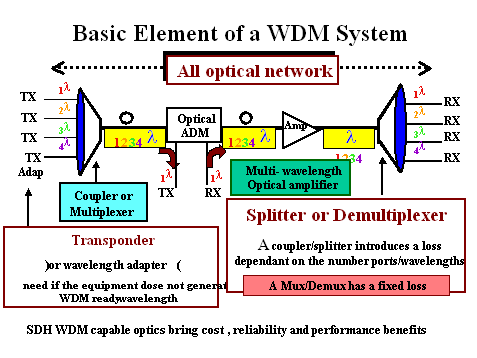 Basic Element of a WDM System
All optical network
TX 1λ
TX 2λ
TX 3λ
TX 4λ
Adap
1234 λ
Optical
ADM
1234 λ
Amp
λ
1234
1λ RX
2λ RX
3λ RX
4λ RX
1λ 1λ
TX RX
Coupler or
Multiplexer
Multi- wavelength
Optical amplifier
Transponder
)or wavelength adapter (
need if the equipment dose not generat
WDM readywavelength
Splitter or Demultiplexer
A coupler/splitter introduces a loss
dependant on the number ports/wavelengths
A Mux/Demux has a fixed loss
SDH WDM capable optics bring cost , reliability and performance benefits